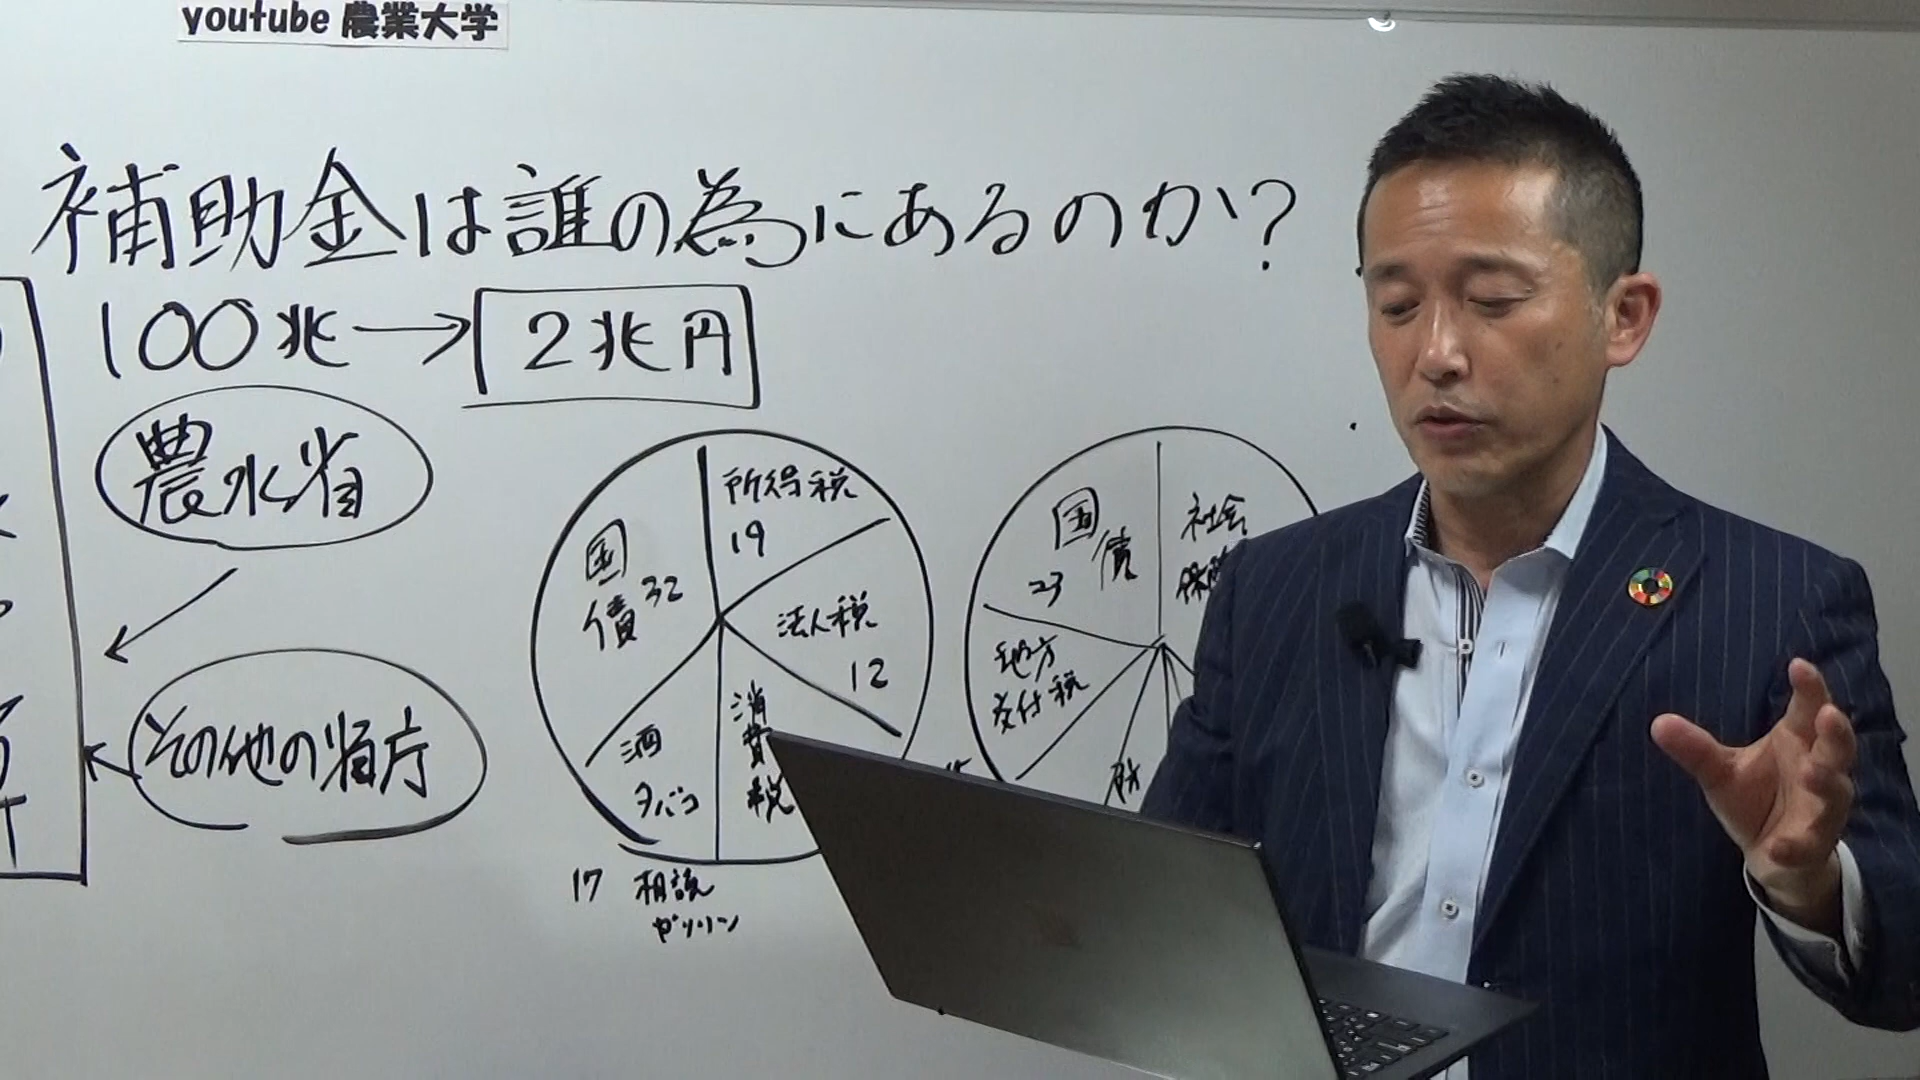 youtube 農業大学
補助金は誰の為にあるのか?
100兆→2兆円
農水省
その他の省庁
国債 32
所得税
19
法人税
12
消費税
酒
タバコ
17 相談
ガソリン
国債
23
社会
地方
交付税